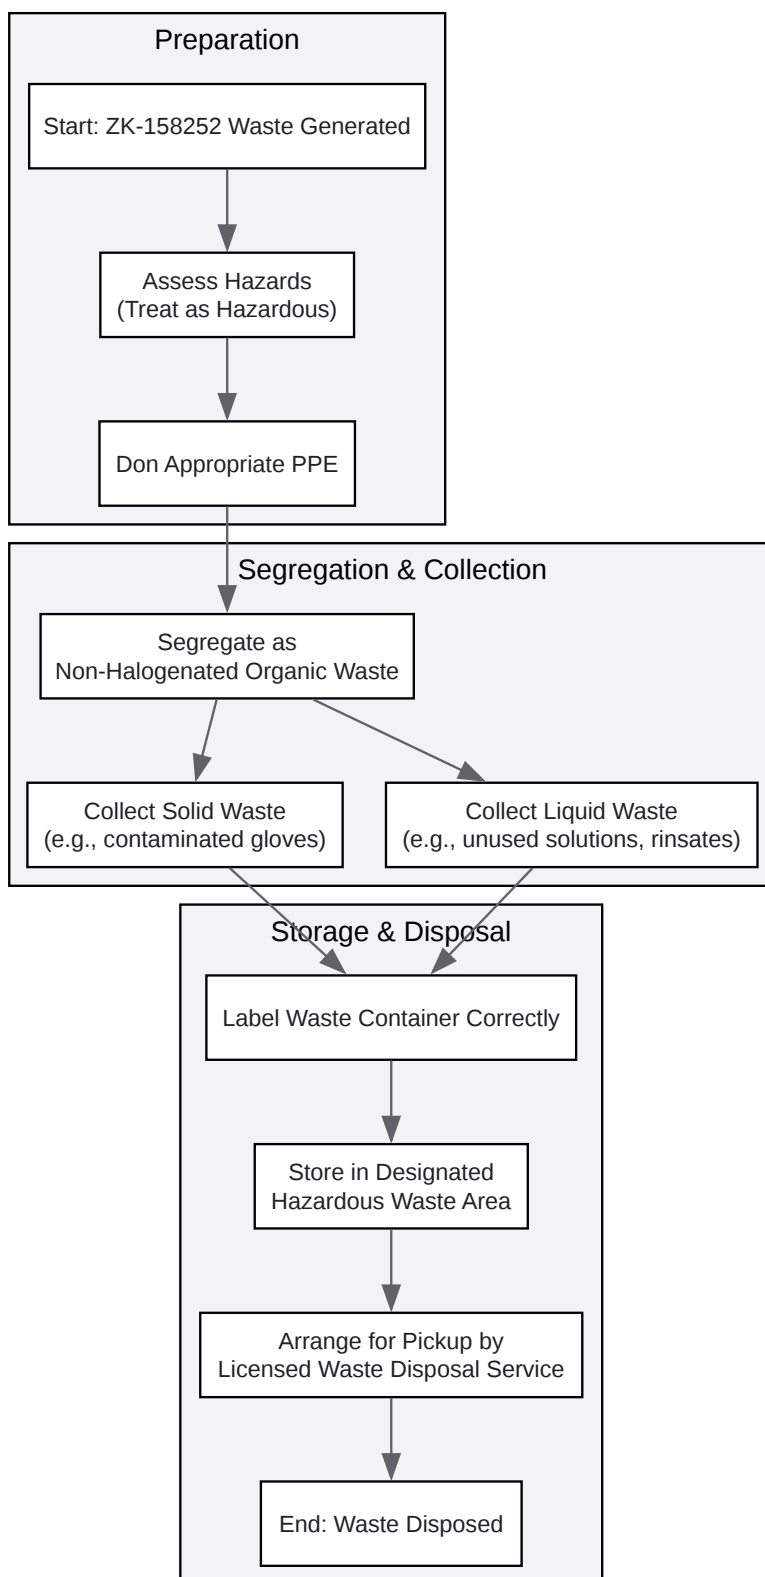 Preparation
Start: ZK-158252 Waste Generated
Assess Hazards
(Treat as Hazardous)
Don Appropriate PPE
Segregation & Collection
Segregate as
Non-Halogenated Organic Waste
Collect Solid Waste
(e.g., contaminated gloves)
Collect Liquid Waste
(e.g., unused solutions, rinsates)
Storage & Disposal
Label Waste Container Correctly
Store in Designated
Hazardous Waste Area
Arrange for Pickup by
Licensed Waste Disposal Service
End: Waste Disposed